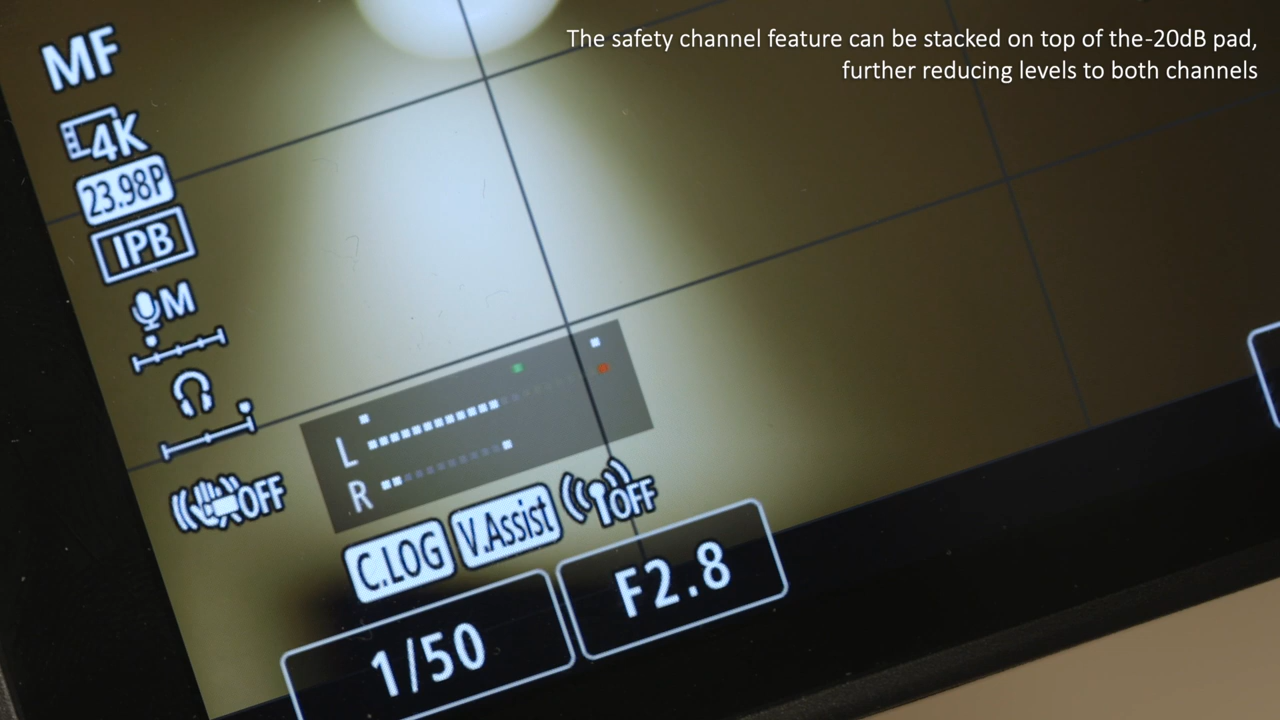 The safety channel feature can be stacked on top of the-20dB pad,
further reducing levels to both channels
MF
4K
23.98P
IPB
M
OFF
L
R
C.LOG V.Assist OFF
1/50 F2.8